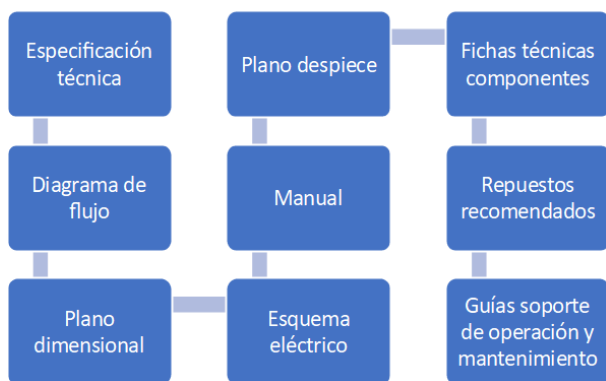 Especificación
técnica
Diagrama de
flujo
Plano
dimensional
Esquema
eléctrico
Manual
Plano despiece
Fichas técnicas
componentes
Repuestos
recomendados
Guías soporte
de operación y
mantenimiento